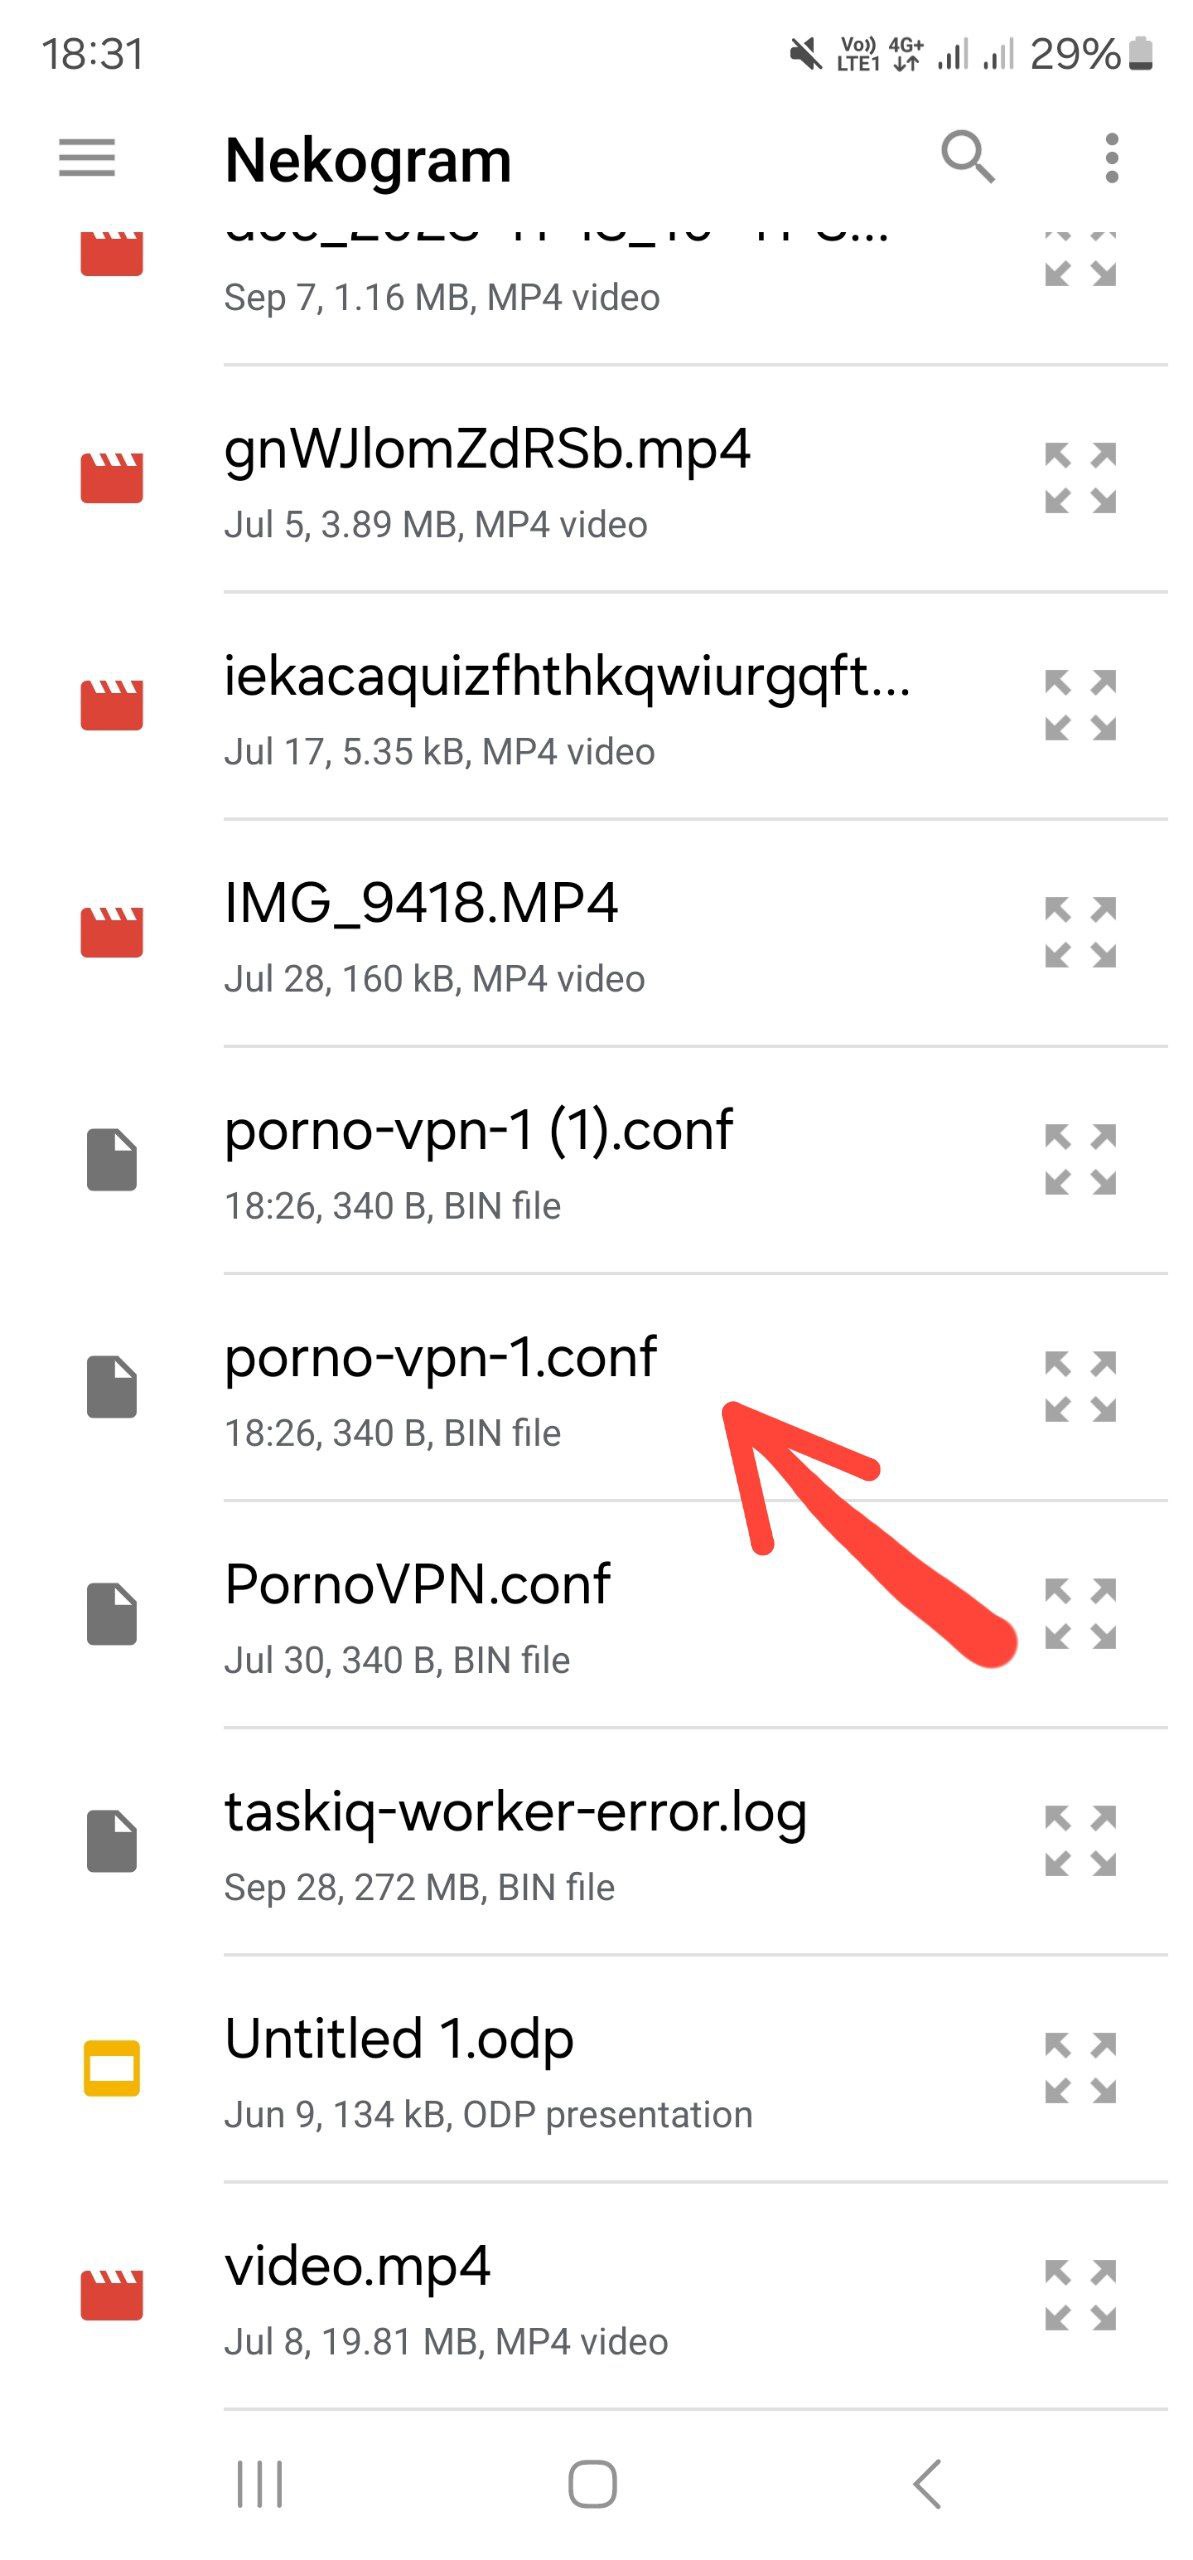 18:31
Vo)) LTE1 4G+ 29%
Nekogram
Sep 7, 1.16 MB, MP4 video
gnWJlomZdRSb.mp4
Jul 5, 3.89 MB, MP4 video
iekacaquizfhthkqwiurgqft...
Jul 17, 5.35 kB, MP4 video
IMG_9418.MP4
Jul 28, 160 kB, MP4 video
porno-vpn-1 (1).conf
18:26, 340 B, BIN file
porno-vpn-1.conf
18:26, 340 B, BIN file
PornoVPN.conf
Jul 30, 340 B, BIN file
taskiq-worker-error.log
Sep 28, 272 MB, BIN file
Untitled 1.odp
Jun 9, 134 kB, ODP presentation
video.mp4
Jul 8, 19.81 MB, MP4 video